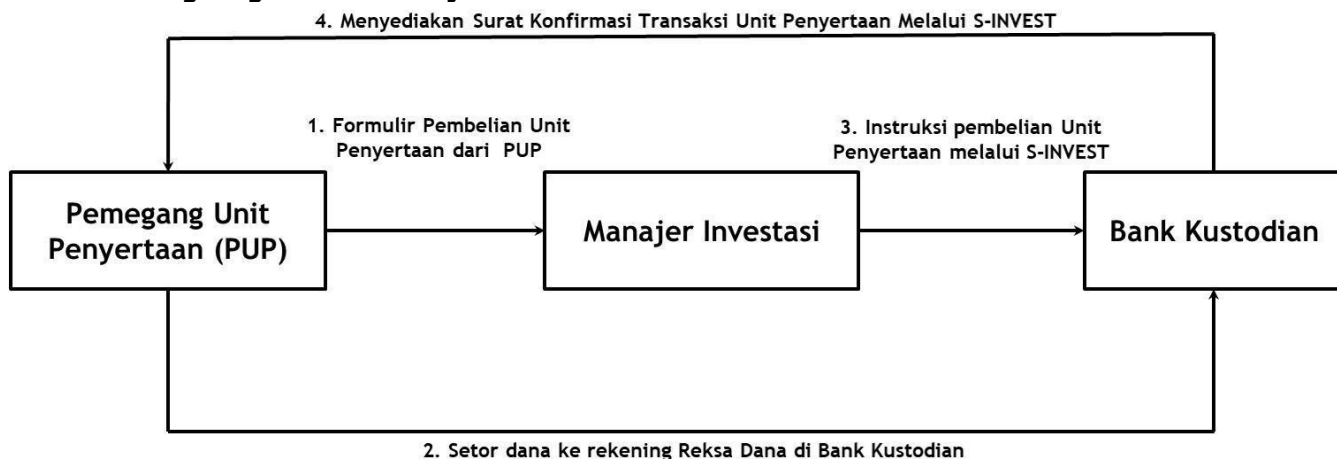 4. Menyediakan Surat Konfirmasi Transaksi Unit Penyertaan Melalui S-INVEST
1. Formulir Pembelian Unit
Penyertaan dari PUP
3. Instruksi pembelian Unit
Penyertaan melalui S-INVEST
Pemegang Unit
Penyertaan (PUP)
Manajer Investasi
Bank Kustodian
2. Setor dana ke rekening Reksa Dana di Bank Kustodian